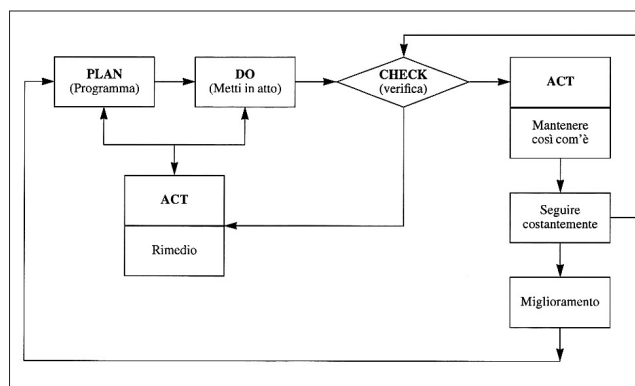 PLAN
(Programma)
DO
(Metti in atto)
CHECK
(verifica)
ACT
Mantenere
così com'è
ACT
Rimedio
Seguire
costantemente
Miglioramento